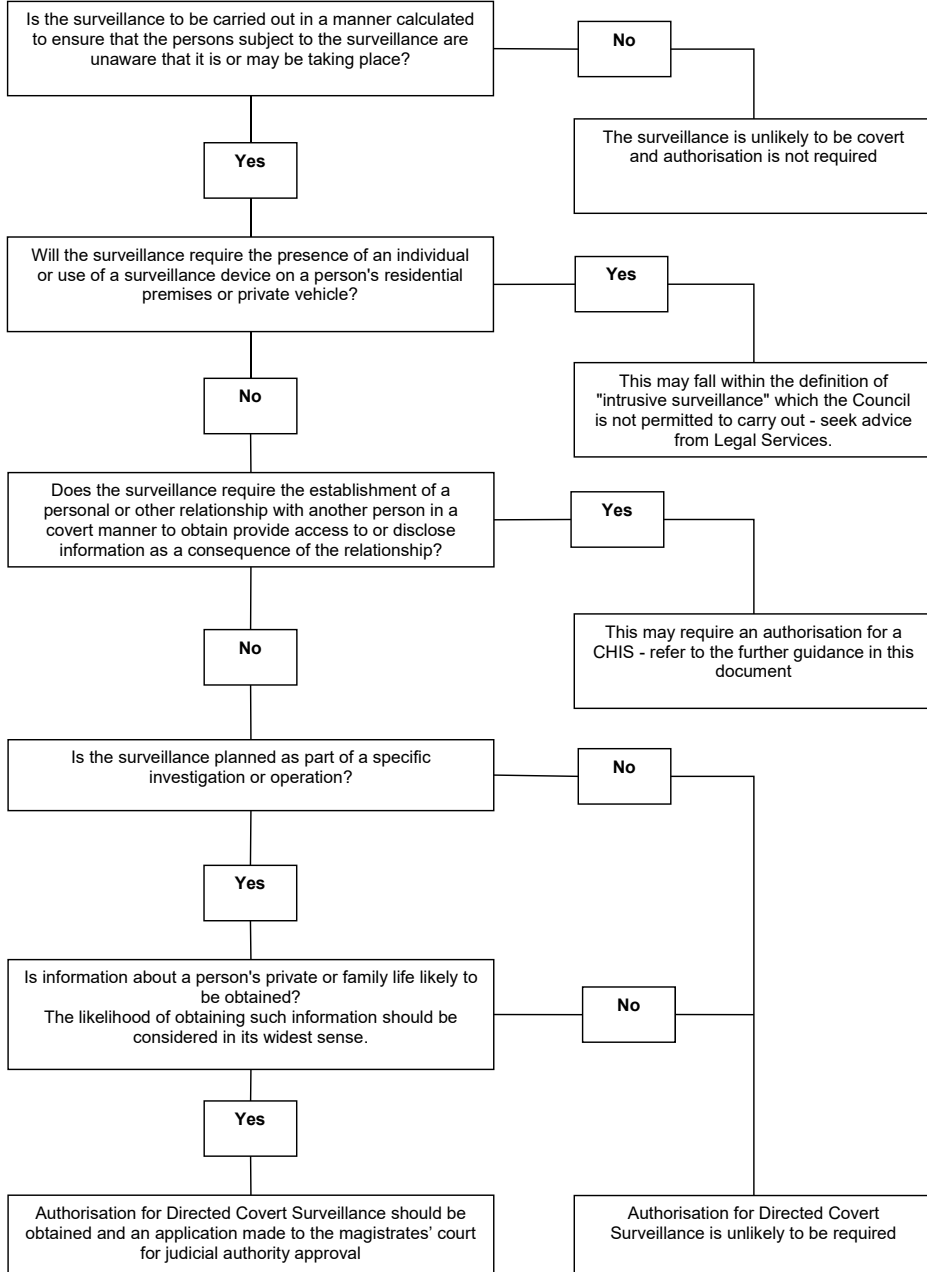 Is the surveillance to be carried out in a manner calculated
to ensure that the persons subject to the surveillance are
unaware that it is or may be taking place?
No
The surveillance is unlikely to be covert
and authorisation is not required
Yes
Will the surveillance require the presence of an individual
or use of a surveillance device on a person's residential
premises or private vehicle?
Yes
This may fall within the definition of
"intrusive surveillance" which the Council
is not permitted to carry out - seek advice
from Legal Services.
No
Does the surveillance require the establishment of a
personal or other relationship with another person in a
covert manner to obtain provide access to or disclose
information as a consequence of the relationship?
Yes
This may require an authorisation for a
CHIS - refer to the further guidance in this
document
No
Is the surveillance planned as part of a specific
investigation or operation?
No
Yes
Is information about a person's private or family life likely to
be obtained?
The likelihood of obtaining such information should be
considered in its widest sense.
No
Yes
Authorisation for Directed Covert Surveillance should be
obtained and an application made to the magistrates’ court
for judicial authority approval
Authorisation for Directed Covert
Surveillance is unlikely to be required